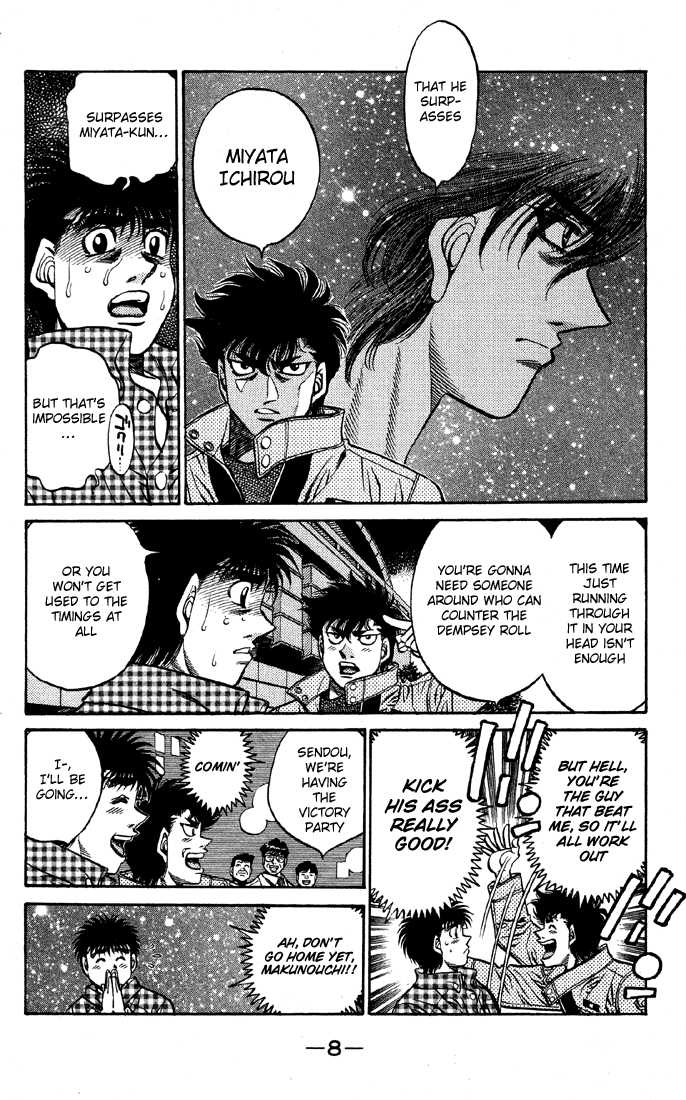 THAT HE
SURP-
ASSES
MIYATA
ICHIROU
SURPASSES
MIYATA-KUN...
BUT THAT'S
IMPOSSIBLE
...
THIS TIME
JUST
RUNNING
THROUGH
IT IN YOUR
HEAD ISN'T
ENOUGH
YOU'RE GONNA
NEED SOMEONE
AROUND WHO CAN
COUNTER THE
DEMPSEY ROLL
OR YOU
WON'T GET
USED TO THE
TIMINGS AT
ALL
BUT HELL,
YOU'RE
THE GUY
THAT BEAT
ME, SO IT'LL
ALL WORK
OUT
KICK
HIS ASS
REALLY
GOOD!
SENDOU,
WE'RE
HAVING
THE
VICTORY
PARTY
COMIN'
I-,
I'LL BE
GOING...
AH, DON'T
GO HOME YET,
MAKUNOUCHI!!
—8—